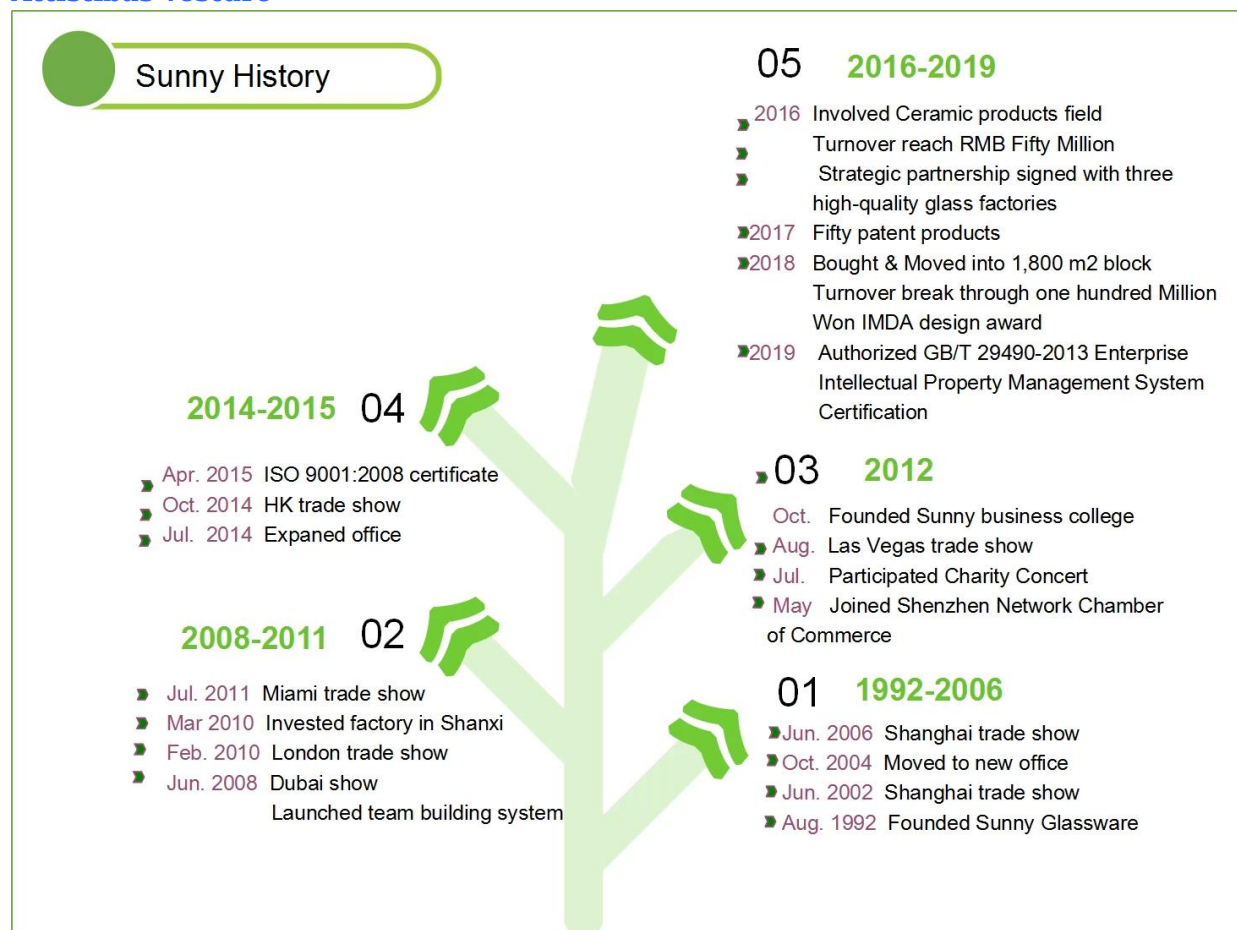 Sunny History
05 2016-2019
2016 Involved Ceramic products field
Turnover reach RMB Fifty Million
Strategic partnership signed with three
high-quality glass factories
2017 Fifty patent products
2018 Bought & Moved into 1,800 m2 block
Turnover break through one hundred Million
Won IMDA design award
2019 Authorized GB/T 29490-2013 Enterprise
Intellectual Property Management System
Certification
2014-2015 04
Apr. 2015 ISO 9001:2008 certificate
Oct. 2014 HK trade show
Jul. 2014 Expaned office
03 2012
Oct. Founded Sunny business college
Aug. Las Vegas trade show
Jul. Participated Charity Concert
May Joined Shenzhen Network Chamber
of Commerce
2008-2011 02
Jul. 2011 Miami trade show
Mar 2010 Invested factory in Shanxi
Feb. 2010 London trade show
Jun. 2008 Dubai show
Launched team building system
01 1992-2006
Jun. 2006 Shanghai trade show
Oct. 2004 Moved to new office
Jun. 2002 Shanghai trade show
Aug. 1992 Founded Sunny Glassware